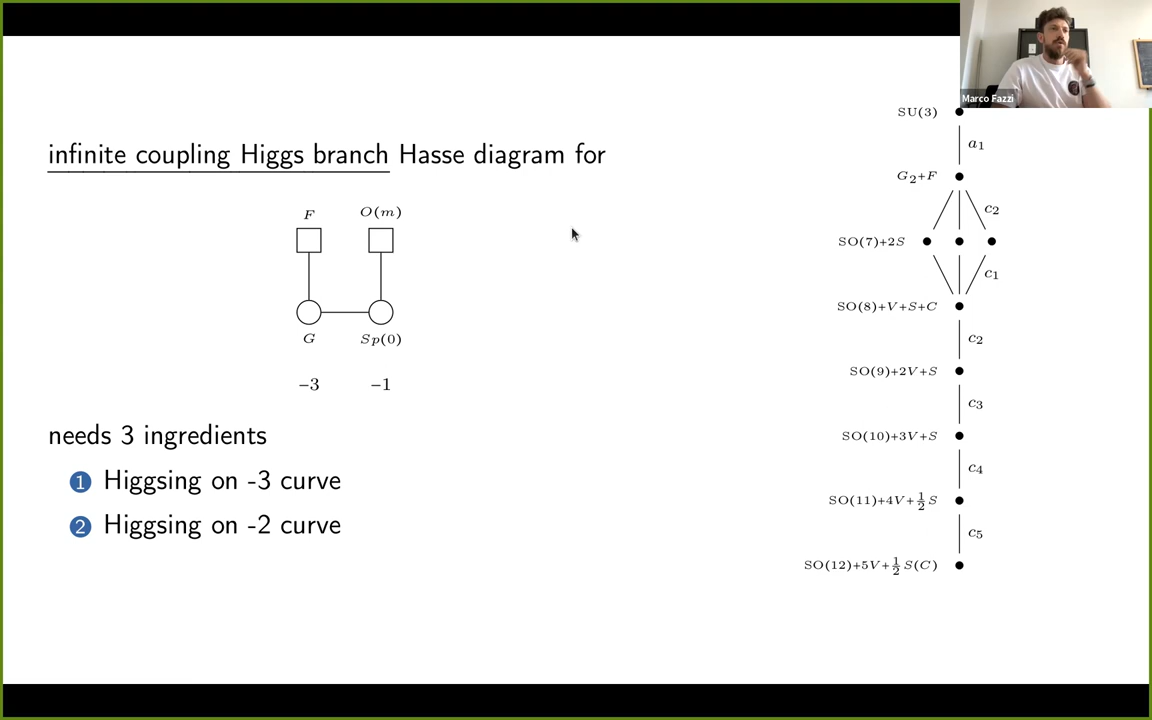 infinite coupling Higgs branch Hasse diagram for
F O(m)
G Sp(0)
−3 −1
needs 3 ingredients
1 Higgsing on -3 curve
2 Higgsing on -2 curve
Marco Fazzi
SU(3)
a₁
G₂+F
c₂
SO(7)+2S
c₁
SO(8)+V+S+C
c₂
SO(9)+2V+S
c₃
SO(10)+3V+S
c₄
SO(11)+4V+½S
c₅
SO(12)+5V+½S(C)